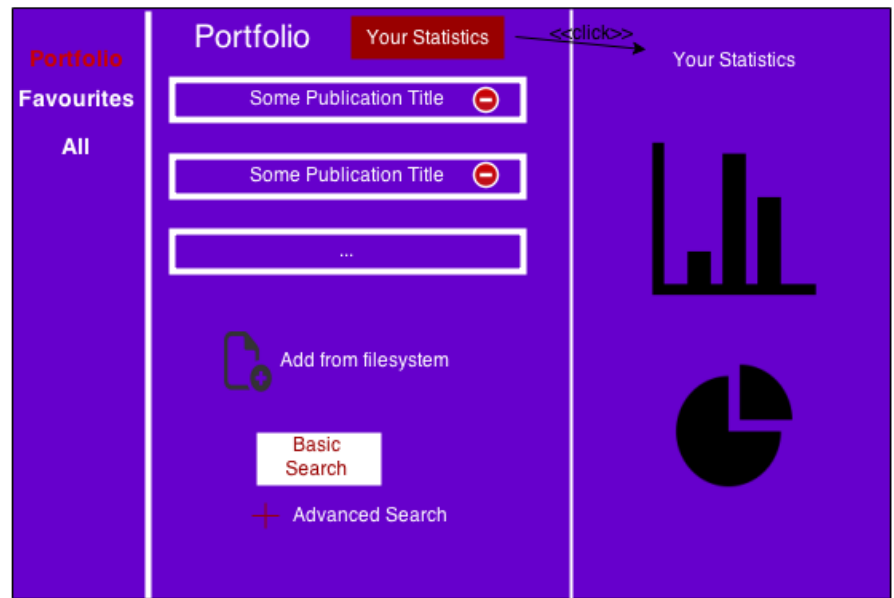 Portfolio
Favourites
All
Portfolio
Your Statistics
<<click>>
Some Publication Title
Some Publication Title
...
Add from filesystem
Basic
Search
Advanced Search
Your Statistics